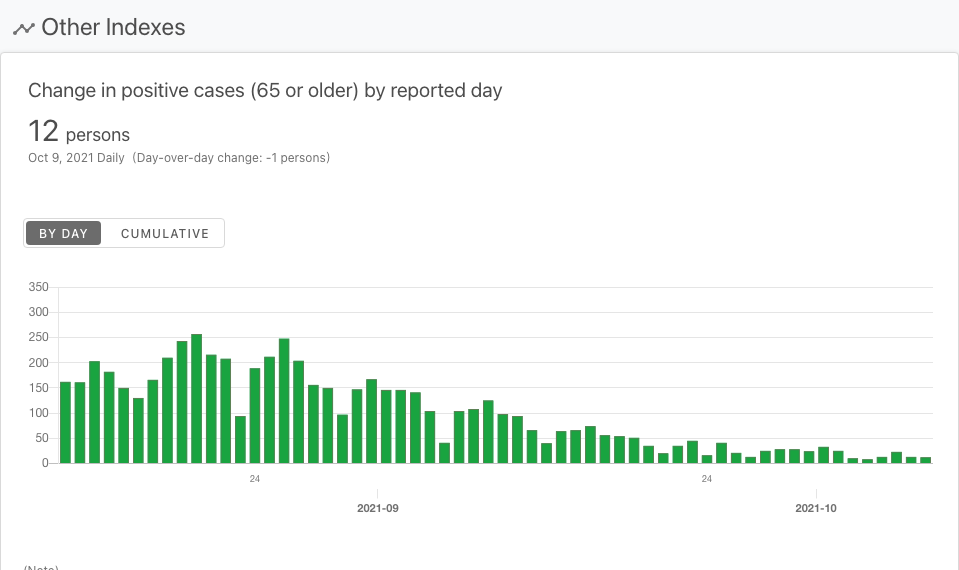 Other Indexes
Change in positive cases (65 or older) by reported day
12 persons
Oct 9, 2021 Daily (Day-over-day change: -1 persons)
BY DAY CUMULATIVE
350
300
250
200
150
100
50
0
24 24
2021-09 2021-10
(Note)